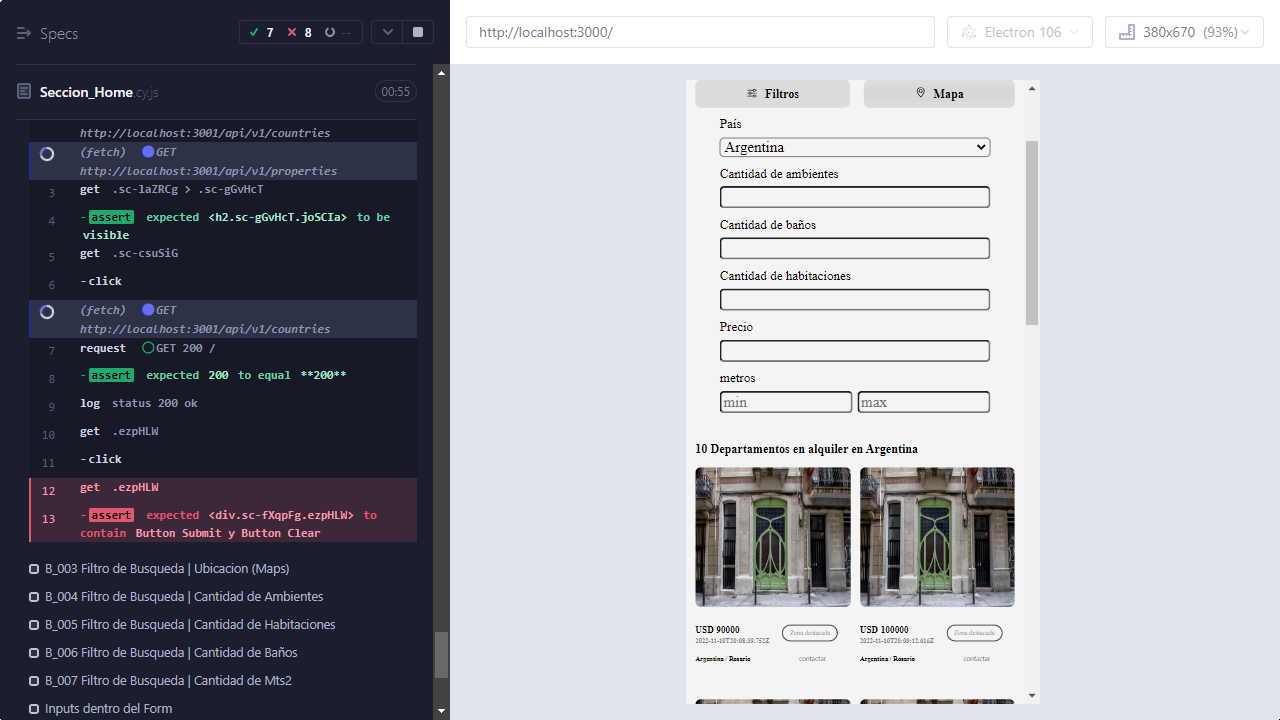 Specs
7 8 --
http://localhost:3000/
Electron 106
380x670 (93%)
Seccion_Home.cy.js
00:55
http://localhost:3001/api/v1/countries
(fetch) GET
http://localhost:3001/api/v1/properties
3 get .sc-laZRCg > .sc-gGvHcT
4 -assert expected <h2.sc-gGvHcT.joSCIa> to be
visible
5 get .sc-csuSiG
6 -click
(fetch) GET
http://localhost:3001/api/v1/countries
7 request GET 200 /
8 -assert expected 200 to equal **200**
9 log status 200 ok
10 get .ezpHLW
11 -click
12 get .ezpHLW
13 -assert expected <div.sc-fXqpFg.ezpHLW> to
contain Button Submit y Button Clear
B_003 Filtro de Busqueda | Ubicacion (Maps)
B_004 Filtro de Busqueda | Cantidad de Ambientes
B_005 Filtro de Busqueda | Cantidad de Habitaciones
B_006 Filtro de Busqueda | Cantidad de Baños
B_007 Filtro de Busqueda | Cantidad de Mts2
Inputs dentro del Form
Filtros
Mapa
País
Argentina
Cantidad de ambientes
Cantidad de baños
Cantidad de habitaciones
Precio
metros
min max
10 Departamentos en alquiler en Argentina
USD 90000
2022-11-10T20:08:39.752Z
Zona destacada
Argentina / Rosario
contactar
USD 100000
2022-11-10T20:09:12.616Z
Zona destacada
Argentina / Rosario
contactar